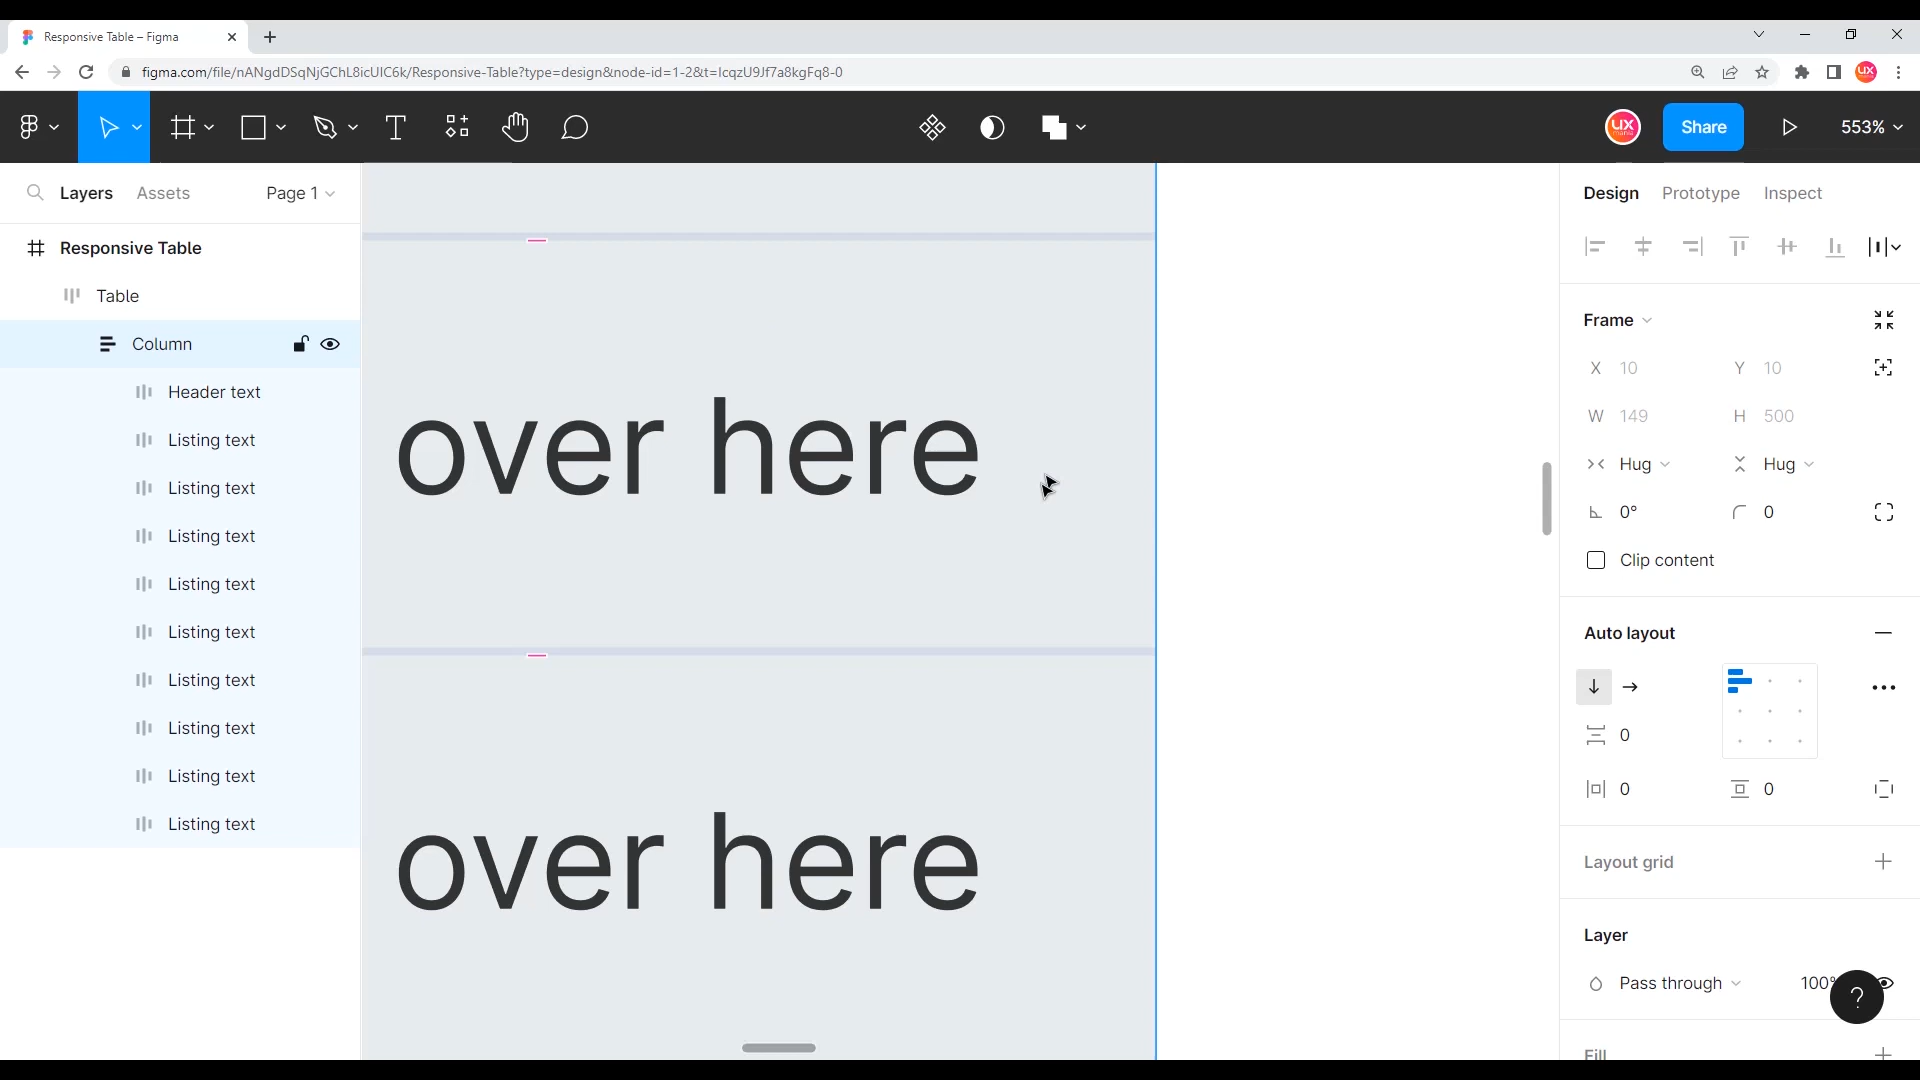 Responsive Table – Figma
figma.com/file/nANgdDSqNjGChL8icUIC6k/Responsive-Table?type=design&node-id=1-2&t=IcqzU9Jf7a8kgFq8-0
Share
553%
Layers
Assets
Page 1
Responsive Table
Table
Column
Header text
Listing text
Listing text
Listing text
Listing text
Listing text
Listing text
Listing text
Listing text
Listing text
over here
over here
Design
Prototype
Inspect
Frame
X 10
Y 10
W 149
H 500
Hug
Hug
0°
0
Clip content
Auto layout
0
0
0
Layout grid
Layer
Pass through
100%
Fill
?